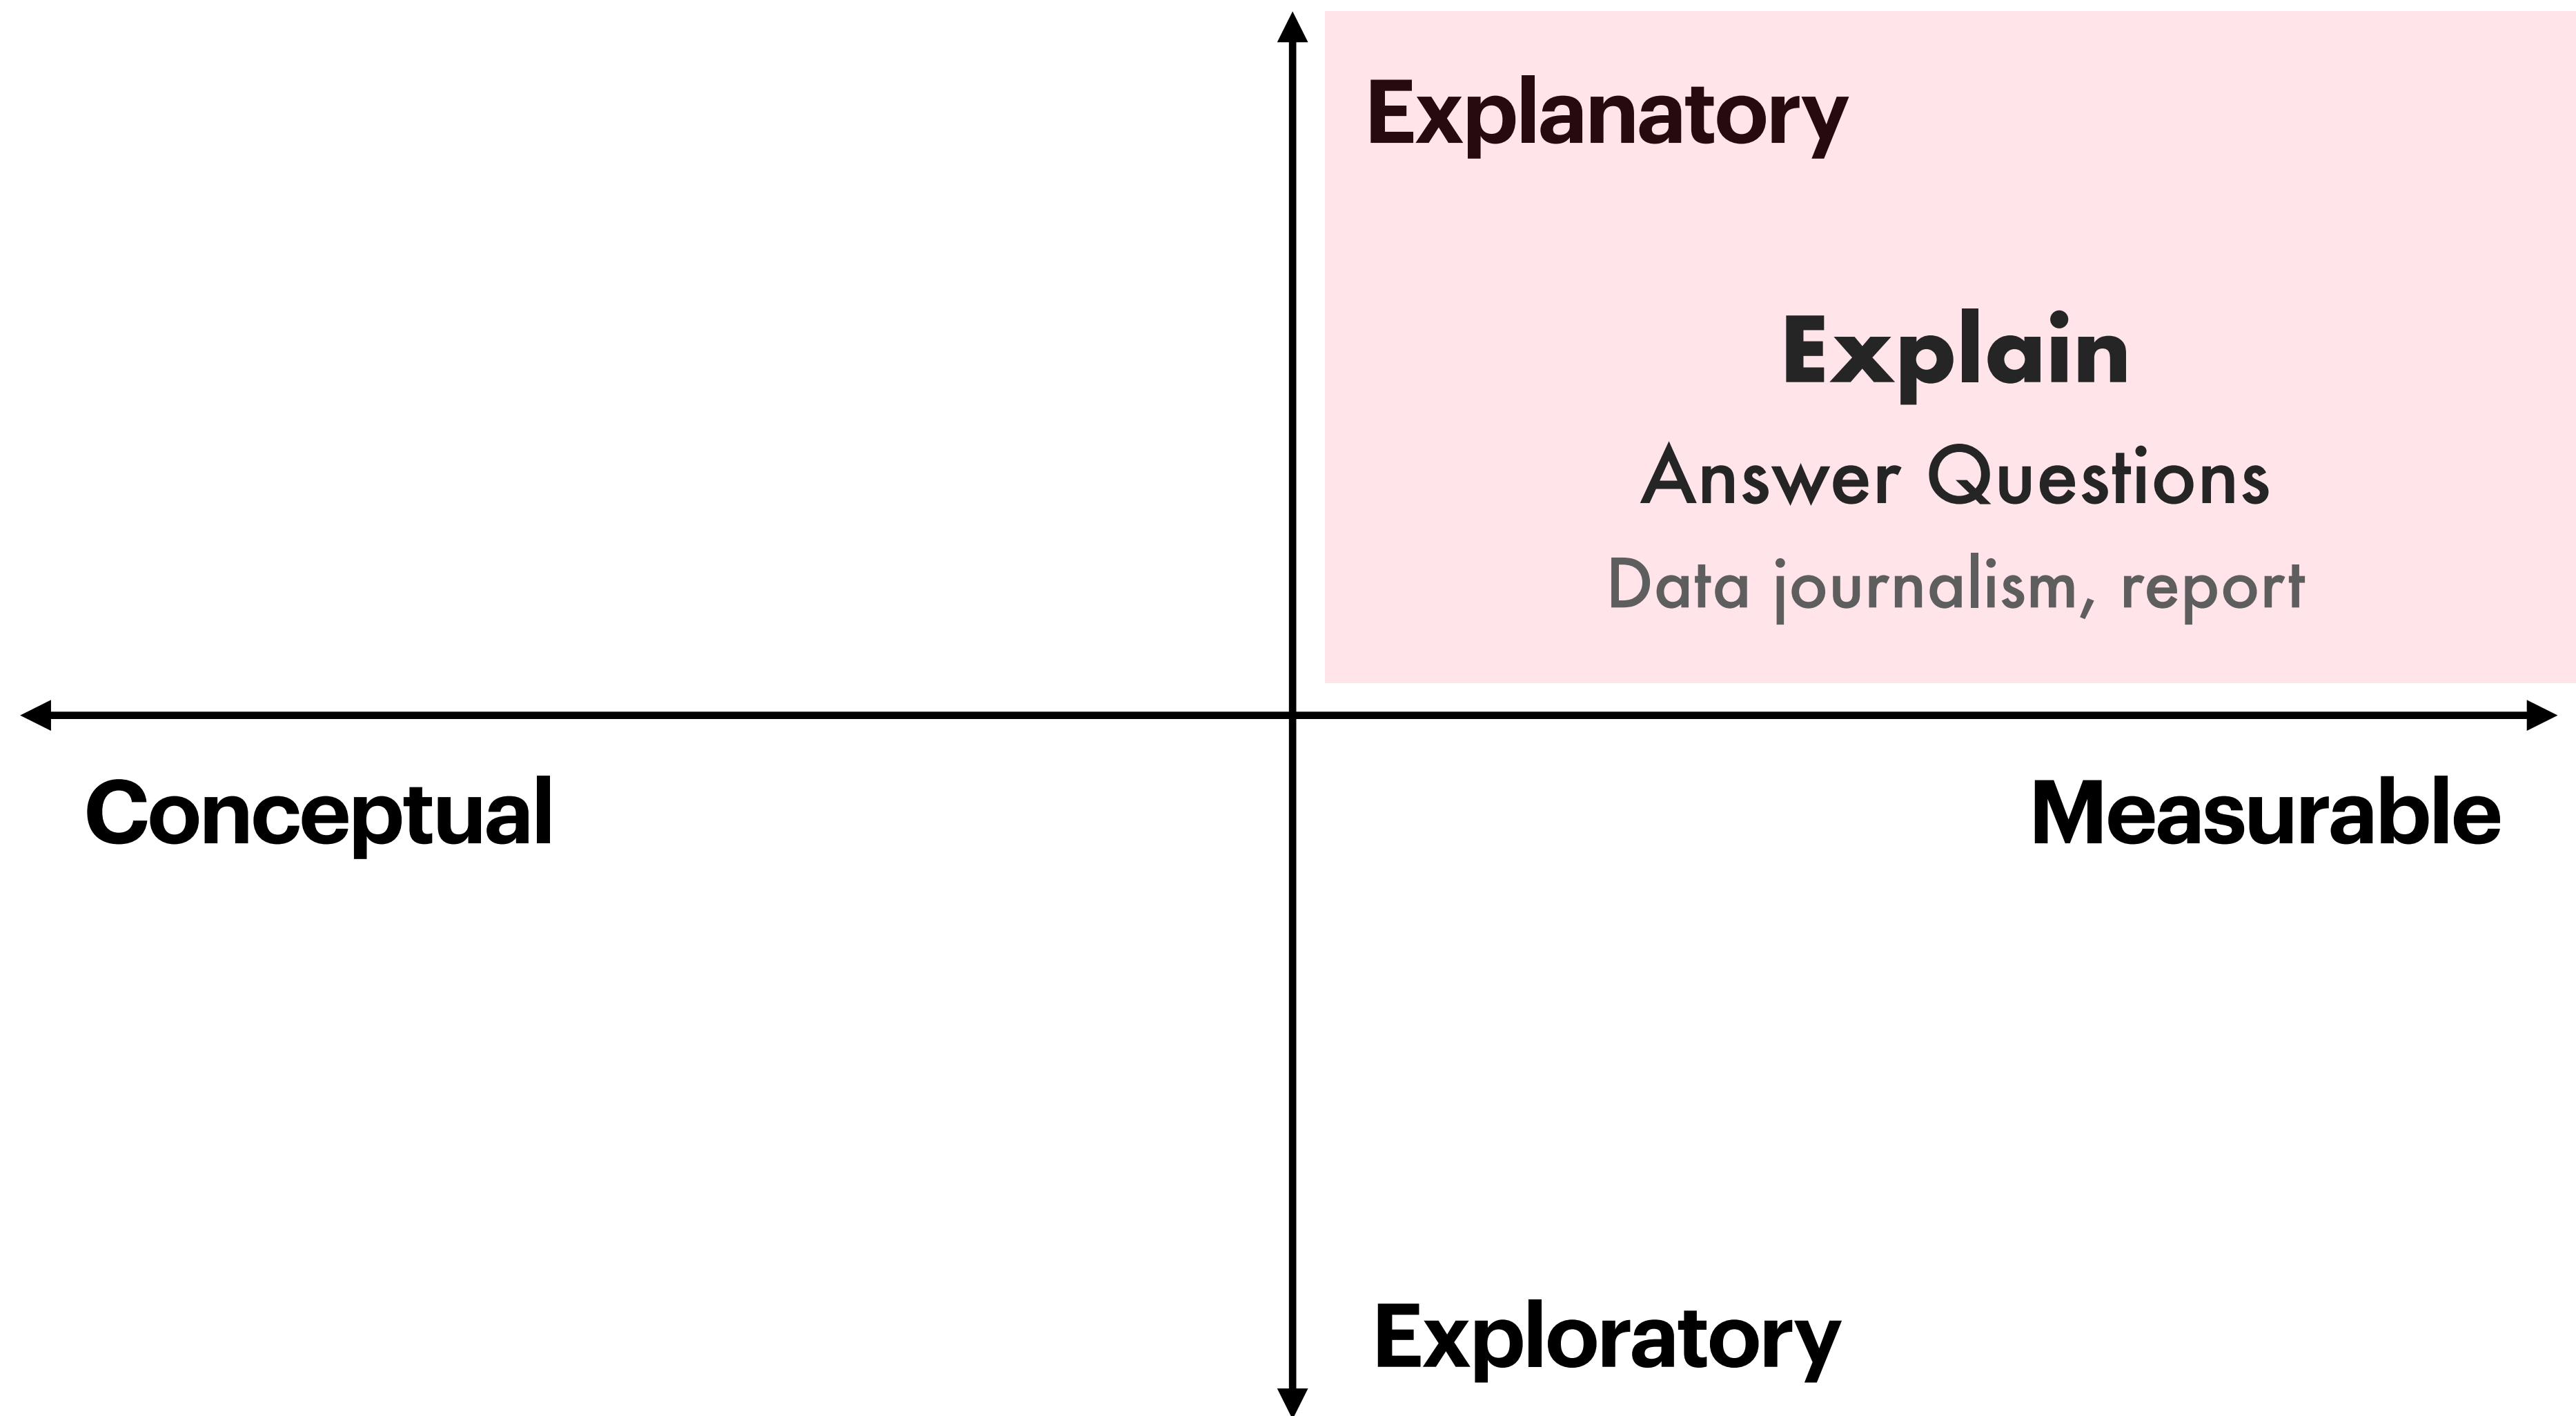 Explanatory
Explain
Answer Questions
Data journalism, report
Conceptual
Measurable
Exploratory